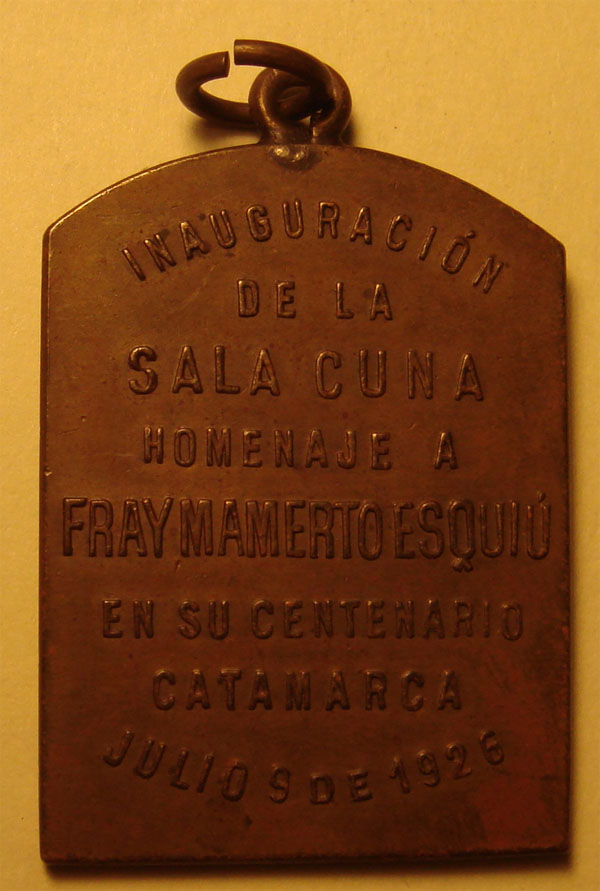 INAUGURACIÓN
DE LA
SALA CUNA
HOMENAJE A
FRAY MAMERTO ESQUIÚ
EN SU CENTENARIO
CATAMARCA
JULIO 9 DE 1926